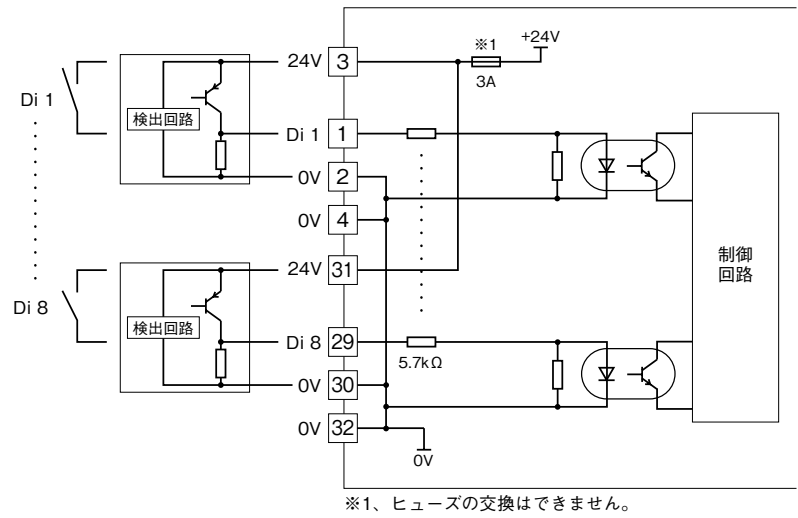 ※1
+24V
3A
24V 3
Di 1
検出回路
Di 1 1
0V 2
0V 4
制御
回路
24V 31
Di 8
検出回路
Di 8 29
5.7kΩ
0V 30
0V 32
0V
※1、ヒューズの交換はできません。